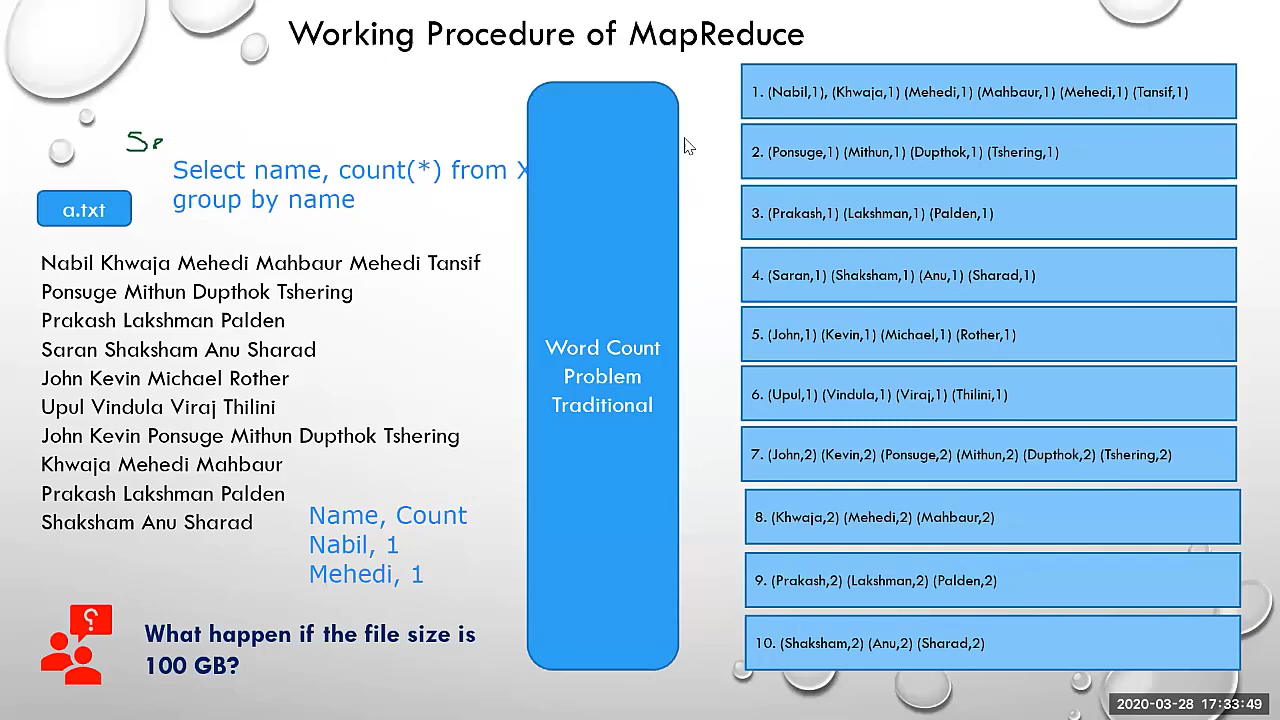 Working Procedure of MapReduce
Select name, count(*) from X
group by name
a.txt
Nabil Khwaja Mehedi Mahbaur Mehedi Tansif
Ponsuge Mithun Dupthok Tshering
Prakash Lakshman Palden
Saran Shaksham Anu Sharad
John Kevin Michael Rother
Upul Vindula Viraj Thilini
John Kevin Ponsuge Mithun Dupthok Tshering
Khwaja Mehedi Mahbaur
Prakash Lakshman Palden
Shaksham Anu Sharad
Name, Count
Nabil, 1
Mehedi, 1
What happen if the file size is
100 GB?
Word Count
Problem
Traditional
1. (Nabil,1), (Khwaja,1) (Mehedi,1) (Mahbaur,1) (Mehedi,1) (Tansif,1)
2. (Ponsuge,1) (Mithun,1) (Dupthok,1) (Tshering,1)
3. (Prakash,1) (Lakshman,1) (Palden,1)
4. (Saran,1) (Shaksham,1) (Anu,1) (Sharad,1)
5. (John,1) (Kevin,1) (Michael,1) (Rother,1)
6. (Upul,1) (Vindula,1) (Viraj,1) (Thilini,1)
7. (John,2) (Kevin,2) (Ponsuge,2) (Mithun,2) (Dupthok,2) (Tshering,2)
8. (Khwaja,2) (Mehedi,2) (Mahbaur,2)
9. (Prakash,2) (Lakshman,2) (Palden,2)
10. (Shaksham,2) (Anu,2) (Sharad,2)
2020-03-28 17:33:49